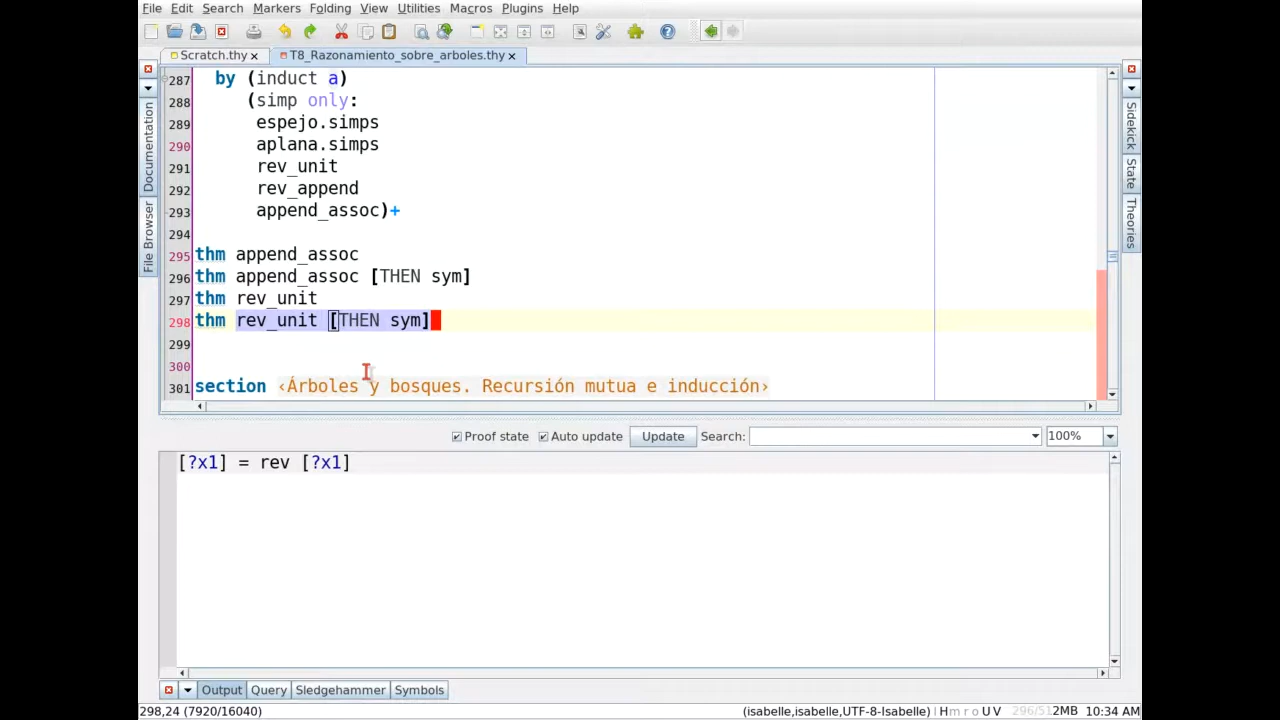 File Edit Search Markers Folding View Utilities Macros Plugins Help
Scratch.thy T8_Razonamiento_sobre_arboles.thy
Documentation
File Browser
287 by (induct a)
288 (simp only:
289 espejo.simps
290 aplana.simps
291 rev_unit
292 rev_append
293 append_assoc)+
294
295 thm append_assoc
296 thm append_assoc [THEN sym]
297 thm rev_unit
298 thm rev_unit [THEN sym]
299
300
301 section ‹Árboles y bosques. Recursión mutua e inducción›
Sidekick
State
Theories
Proof state Auto update Update Search: 100%
[?x1] = rev [?x1]
Output Query Sledgehammer Symbols
298,24 (7920/16040) (isabelle,isabelle,UTF-8-Isabelle) | H m r o U V 296/512MB 10:34 AM